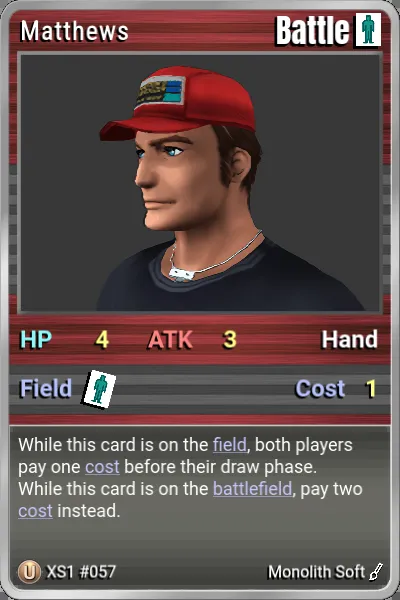 Matthews
Battle
HP 4 ATK 3 Hand
Field Cost 1
While this card is on the field, both players
pay one cost before their draw phase.
While this card is on the battlefield, pay two
cost instead.
U XS1 #057
Monolith Soft